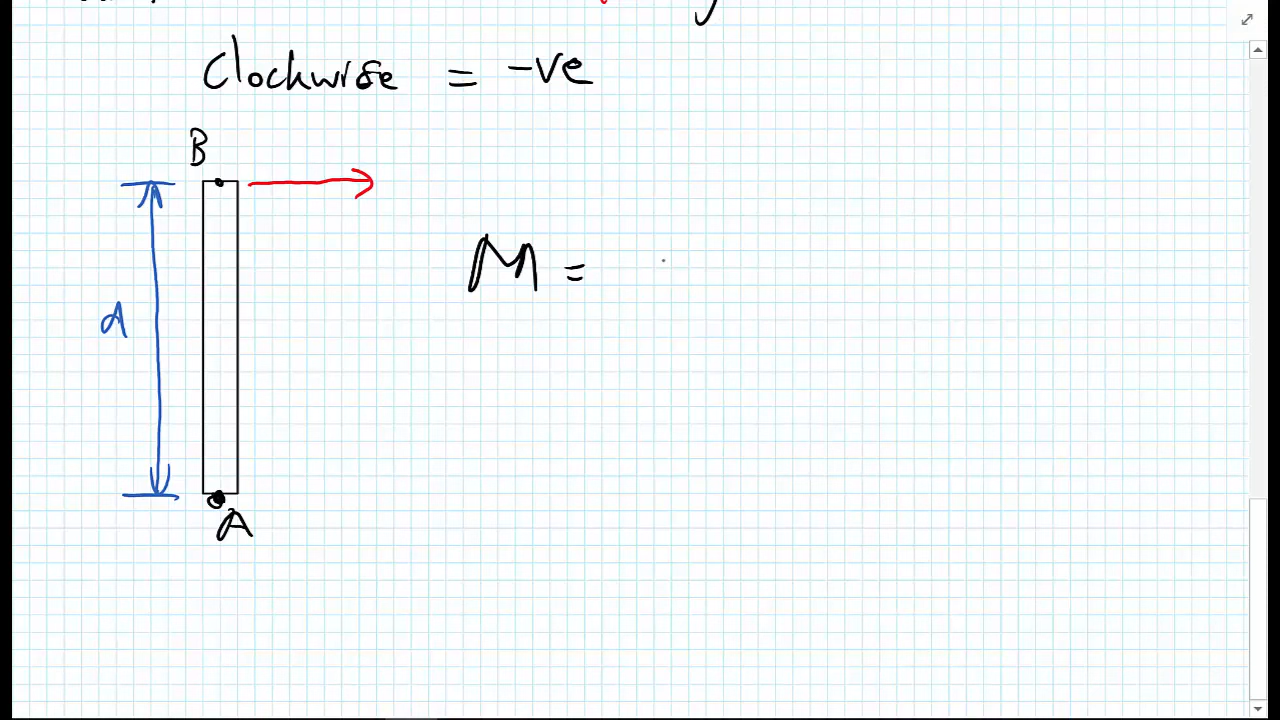 Clockwise = -ve
B
d
M =
A